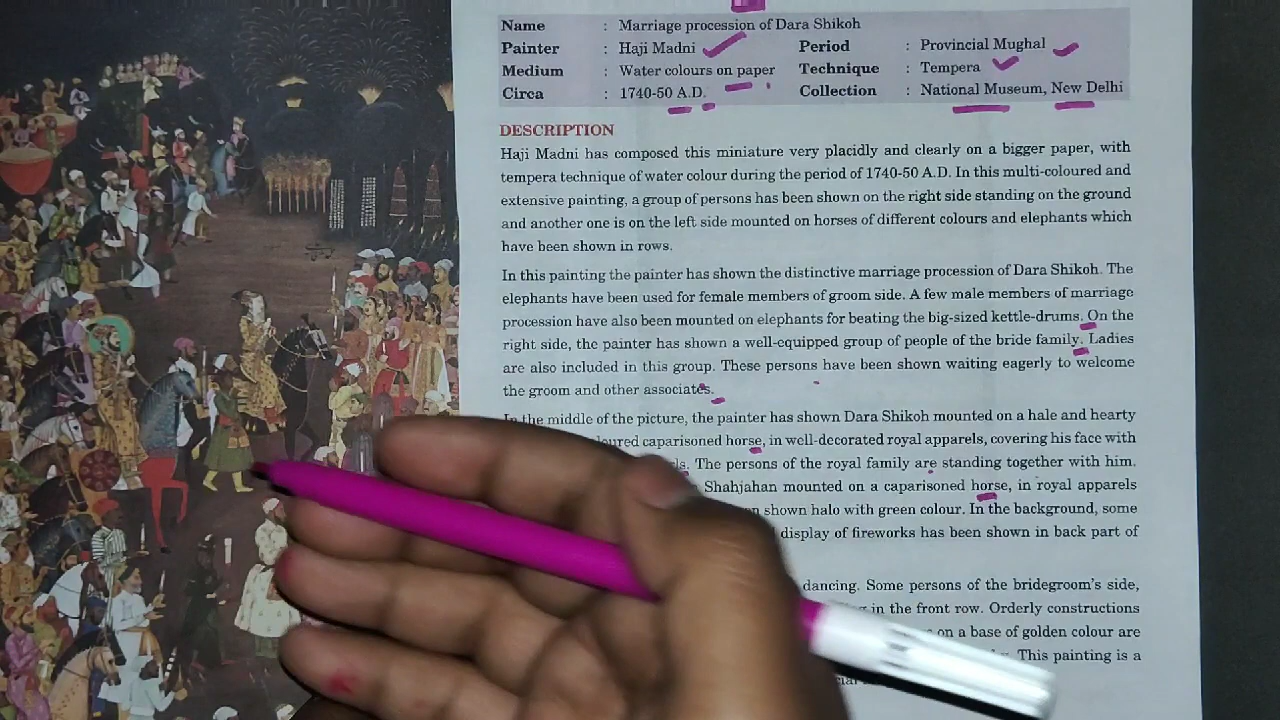 Name : Marriage procession of Dara Shikoh
Painter : Haji Madni Period : Provincial Mughal
Medium : Water colours on paper Technique : Tempera
Circa : 1740-50 A.D. Collection : National Museum, New Delhi
DESCRIPTION
Haji Madni has composed this miniature very placidly and clearly on a bigger paper, with
tempera technique of water colour during the period of 1740-50 A.D. In this multi-coloured and
extensive painting, a group of persons has been shown on the right side standing on the ground
and another one is on the left side mounted on horses of different colours and elephants which
have been shown in rows.
In this painting the painter has shown the distinctive marriage procession of Dara Shikoh. The
elephants have been used for female members of groom side. A few male members of marriage
procession have also been mounted on elephants for beating the big-sized kettle-drums. On the
right side, the painter has shown a well-equipped group of people of the bride family. Ladies
are also included in this group. These persons have been shown waiting eagerly to welcome
the groom and other associates.
In the middle of the picture, the painter has shown Dara Shikoh mounted on a hale and hearty
caparisoned horse, in well-decorated royal apparels, covering his face with
The persons of the royal family are standing together with him.
Shahjahan mounted on a caparisoned horse, in royal apparels
shown halo with green colour. In the background, some
display of fireworks has been shown in back part of
dancing. Some persons of the bridegroom's side,
in the front row. Orderly constructions
on a base of golden colour are
This painting is a